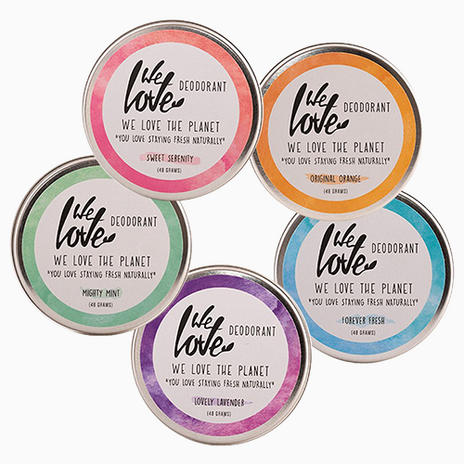 We
love
DEODORANT
WE LOVE THE PLANET
"YOU LOVE STAYING FRESH NATURALLY"
SWEET SERENITY
(48 GRAMS)
We
love
DEODORANT
WE LOVE THE PLANET
"YOU LOVE STAYING FRESH NATURALLY"
ORIGINAL ORANGE
(48 GRAMS)
We
love
DEODORANT
WE LOVE THE PLANET
"YOU LOVE STAYING FRESH NATURALLY"
MIGHTY MINT
(48 GRAMS)
We
love
DEODORANT
WE LOVE THE PLANET
"YOU LOVE STAYING FRESH NATURALLY"
FOREVER FRESH
(48 GRAMS)
We
love
DEODORANT
WE LOVE THE PLANET
"YOU LOVE STAYING FRESH NATURALLY"
LOVELY LAVENDER
(48 GRAMS)